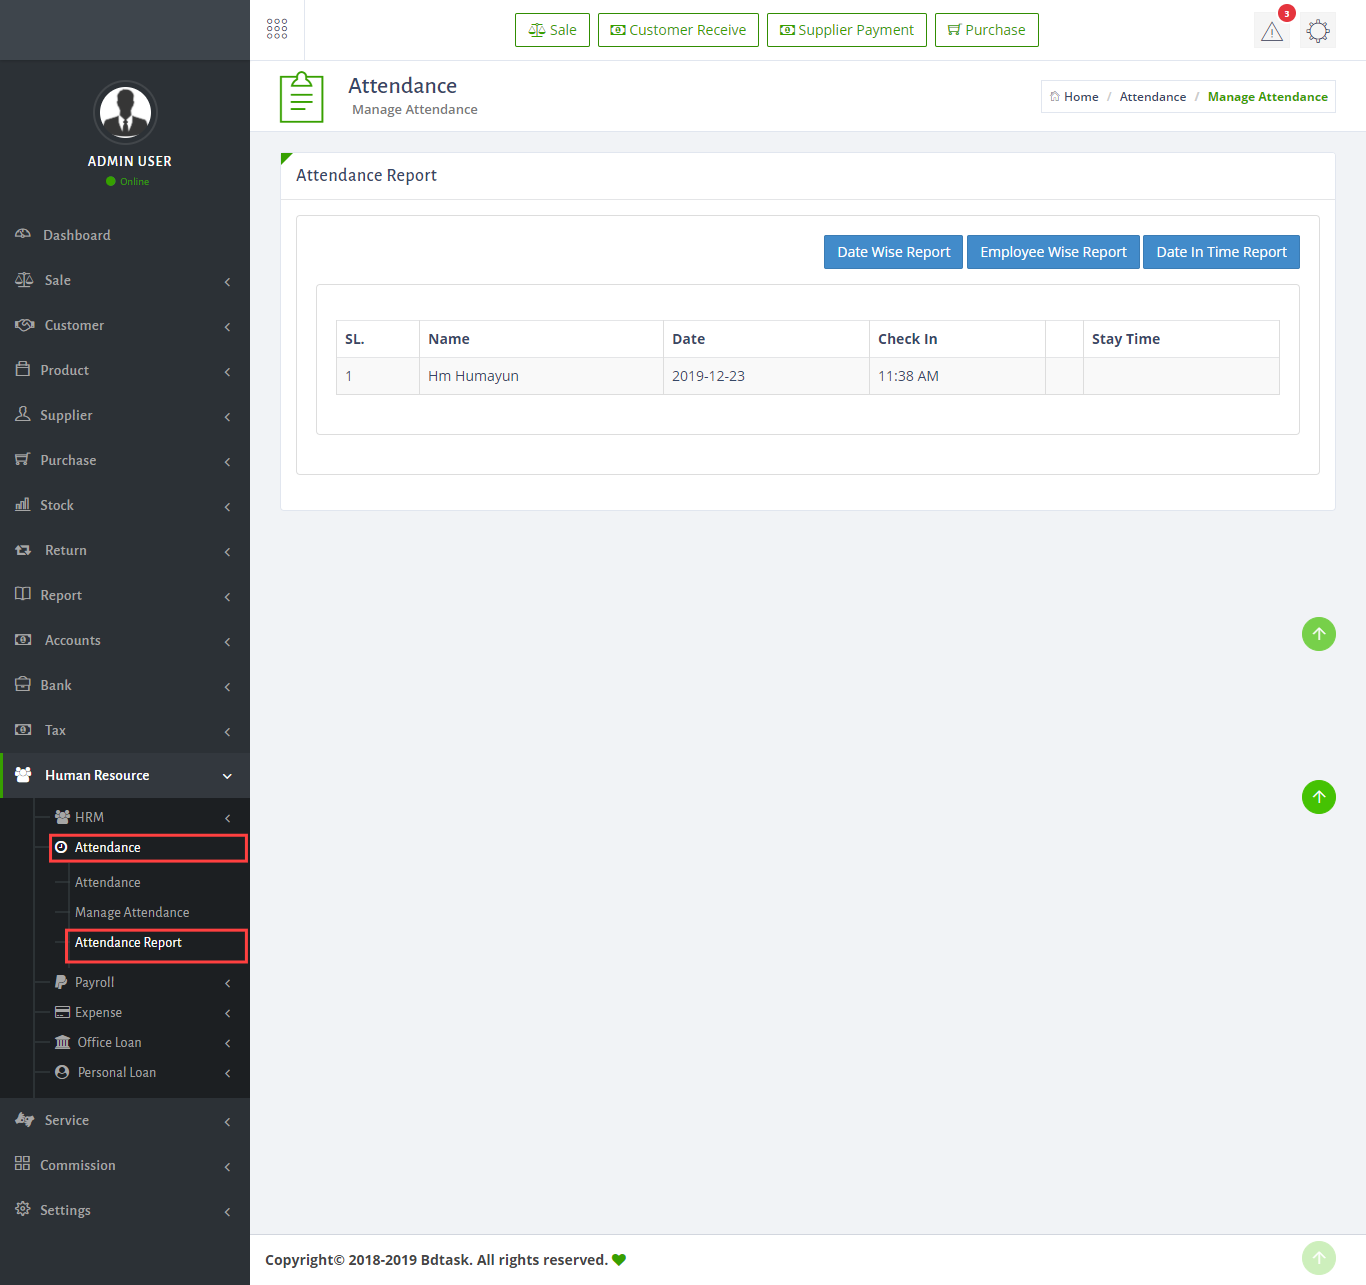 Sale Customer Receive Supplier Payment Purchase 3
ADMIN USER
Online
Dashboard
Sale
Customer
Product
Supplier
Purchase
Stock
Return
Report
Accounts
Bank
Tax
Human Resource
HRM
Attendance
Attendance
Manage Attendance
Attendance Report
Payroll
Expense
Office Loan
Personal Loan
Service
Commission
Settings
Attendance
Manage Attendance
Home / Attendance / Manage Attendance
Attendance Report
Date Wise Report Employee Wise Report Date In Time Report
SL. Name Date Check In Stay Time
1 Hm Humayun 2019-12-23 11:38 AM
Copyright© 2018-2019 Bdtask. All rights reserved.